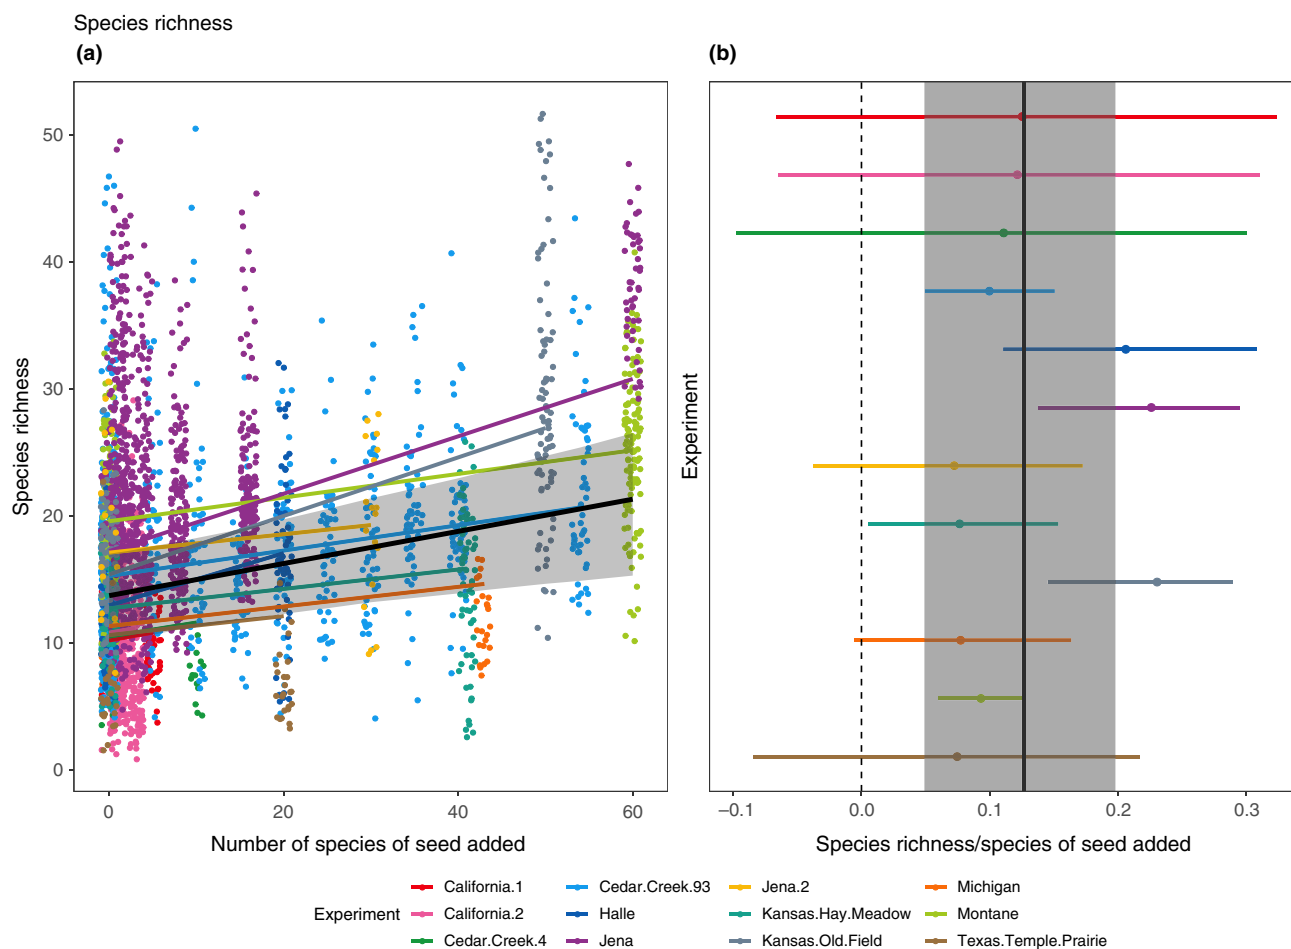 Species richness
(a)
(b)
Species richness
50
40
30
20
10
0
0
20
40
60
Number of species of seed added
Experiment
−0.1
0.0
0.1
0.2
0.3
Species richness/species of seed added
Experiment
California.1
California.2
Cedar.Creek.4
Cedar.Creek.93
Halle
Jena
Jena.2
Kansas.Hay.Meadow
Kansas.Old.Field
Michigan
Montane
Texas.Temple.Prairie